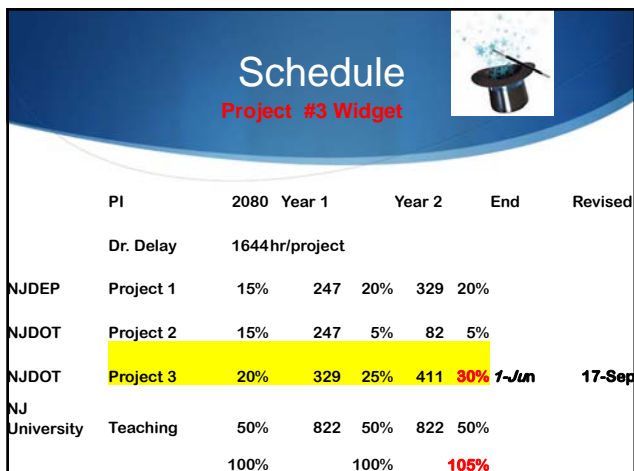 Schedule
Project #3 Widget
PI 2080 Year 1 Year 2 End Revised
Dr. Delay 1644hr/project
NJDEP Project 1 15% 247 20% 329 20%
NJDOT Project 2 15% 247 5% 82 5%
NJDOT Project 3 20% 329 25% 411 30% 1-Jun 17-Sep
NJ
University Teaching 50% 822 50% 822 50%
100% 100% 105%